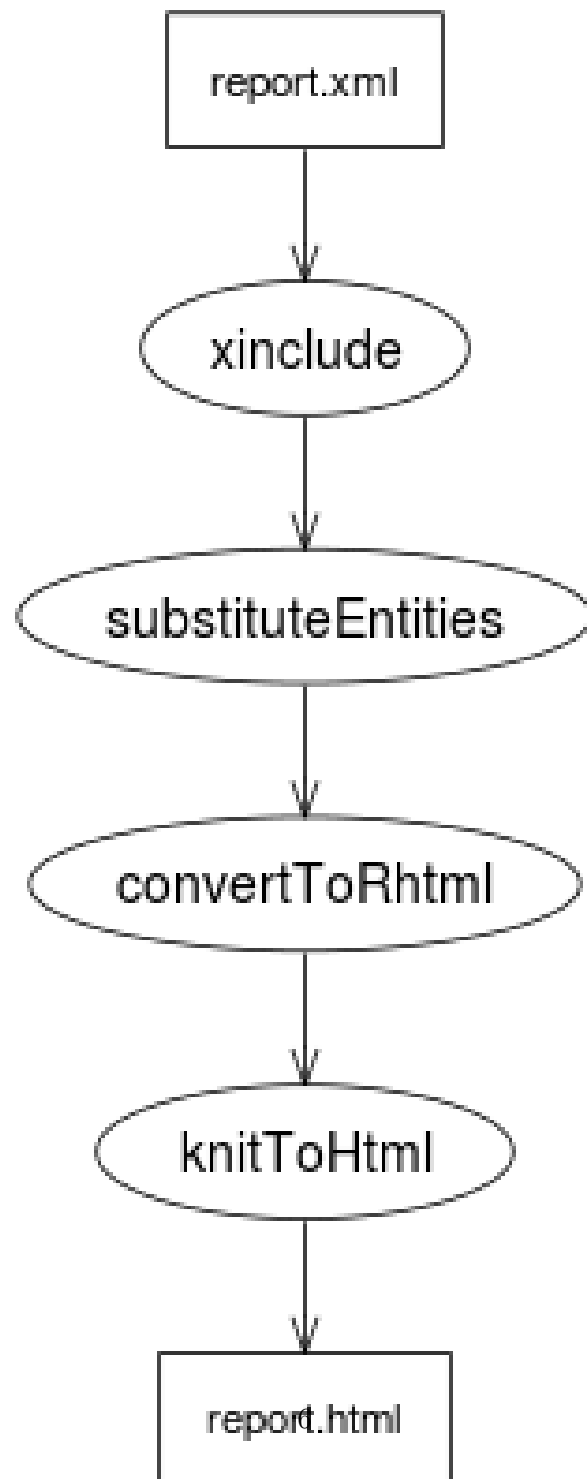 report.xml
xinclude
substituteEntities
convertToRhtml
knitToHtml
report.html